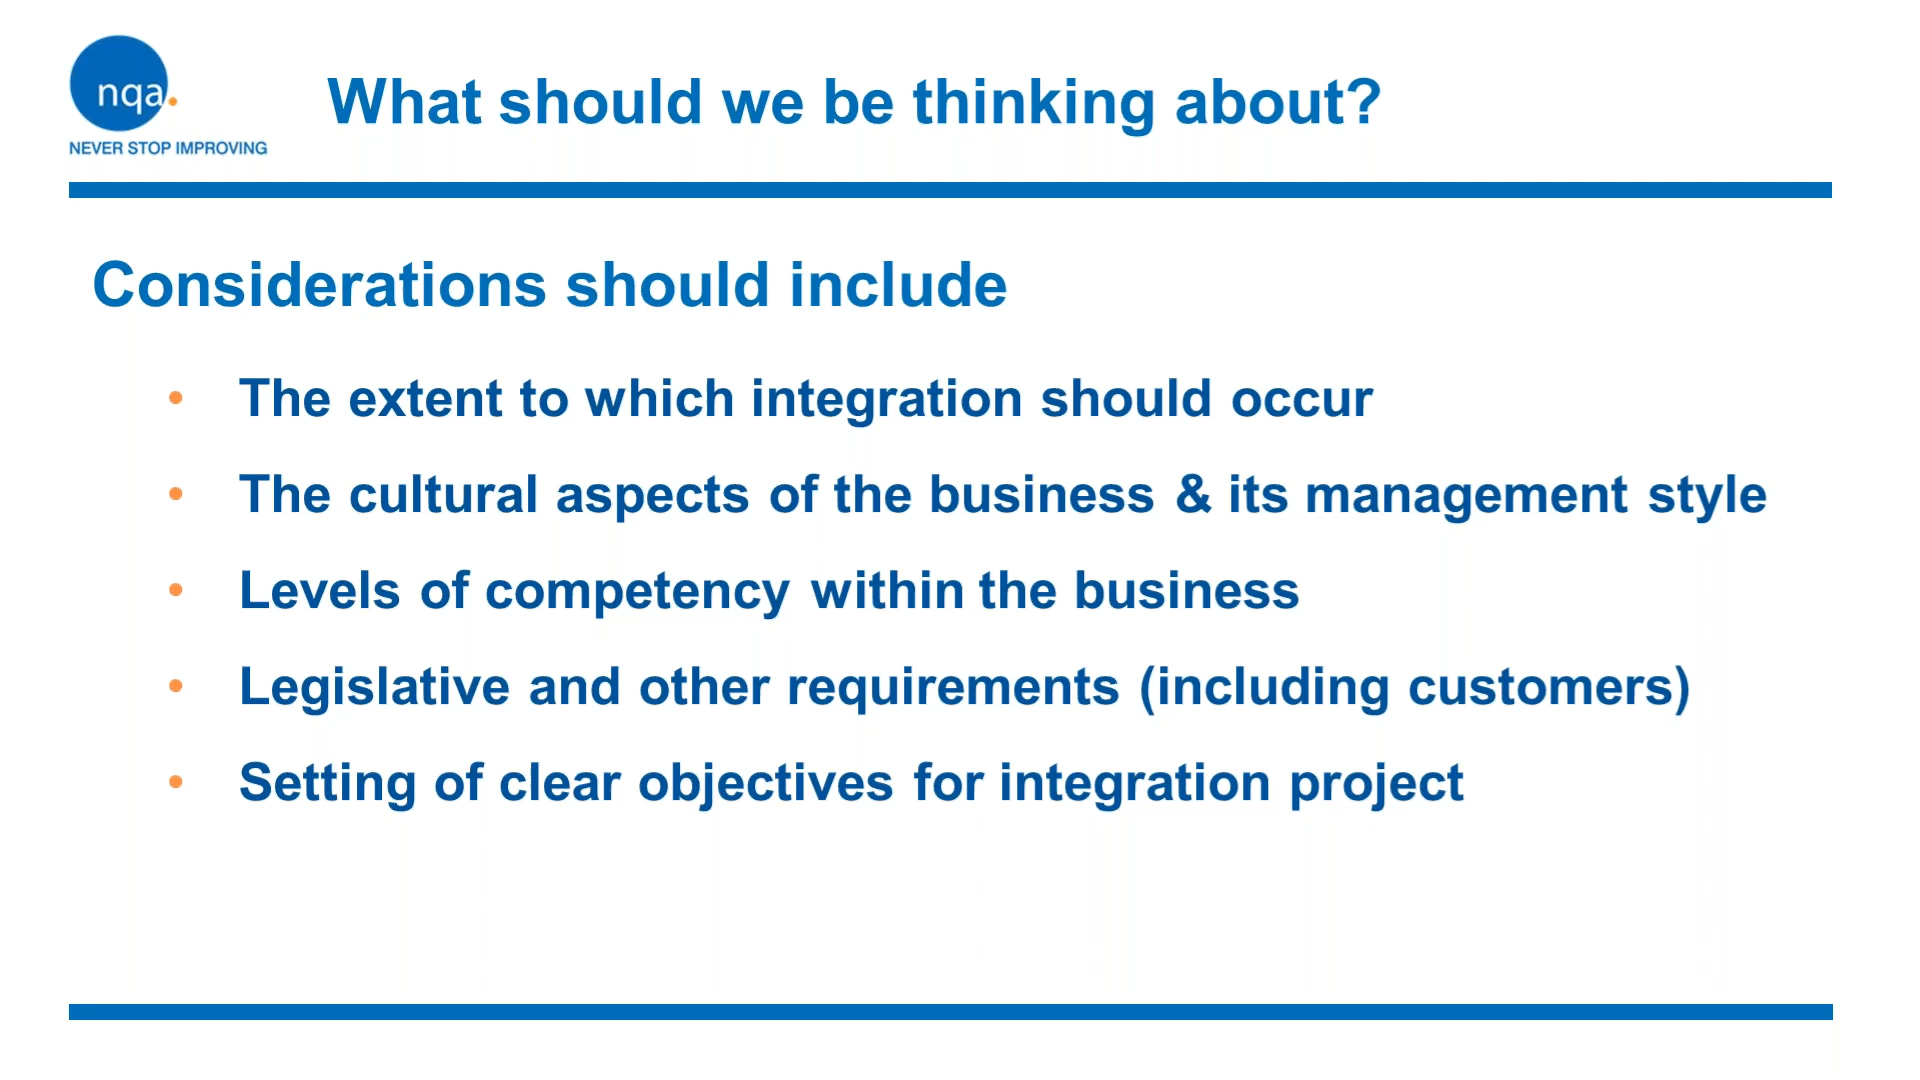 nqa.
NEVER STOP IMPROVING
What should we be thinking about?
Considerations should include
• The extent to which integration should occur
• The cultural aspects of the business & its management style
• Levels of competency within the business
• Legislative and other requirements (including customers)
• Setting of clear objectives for integration project